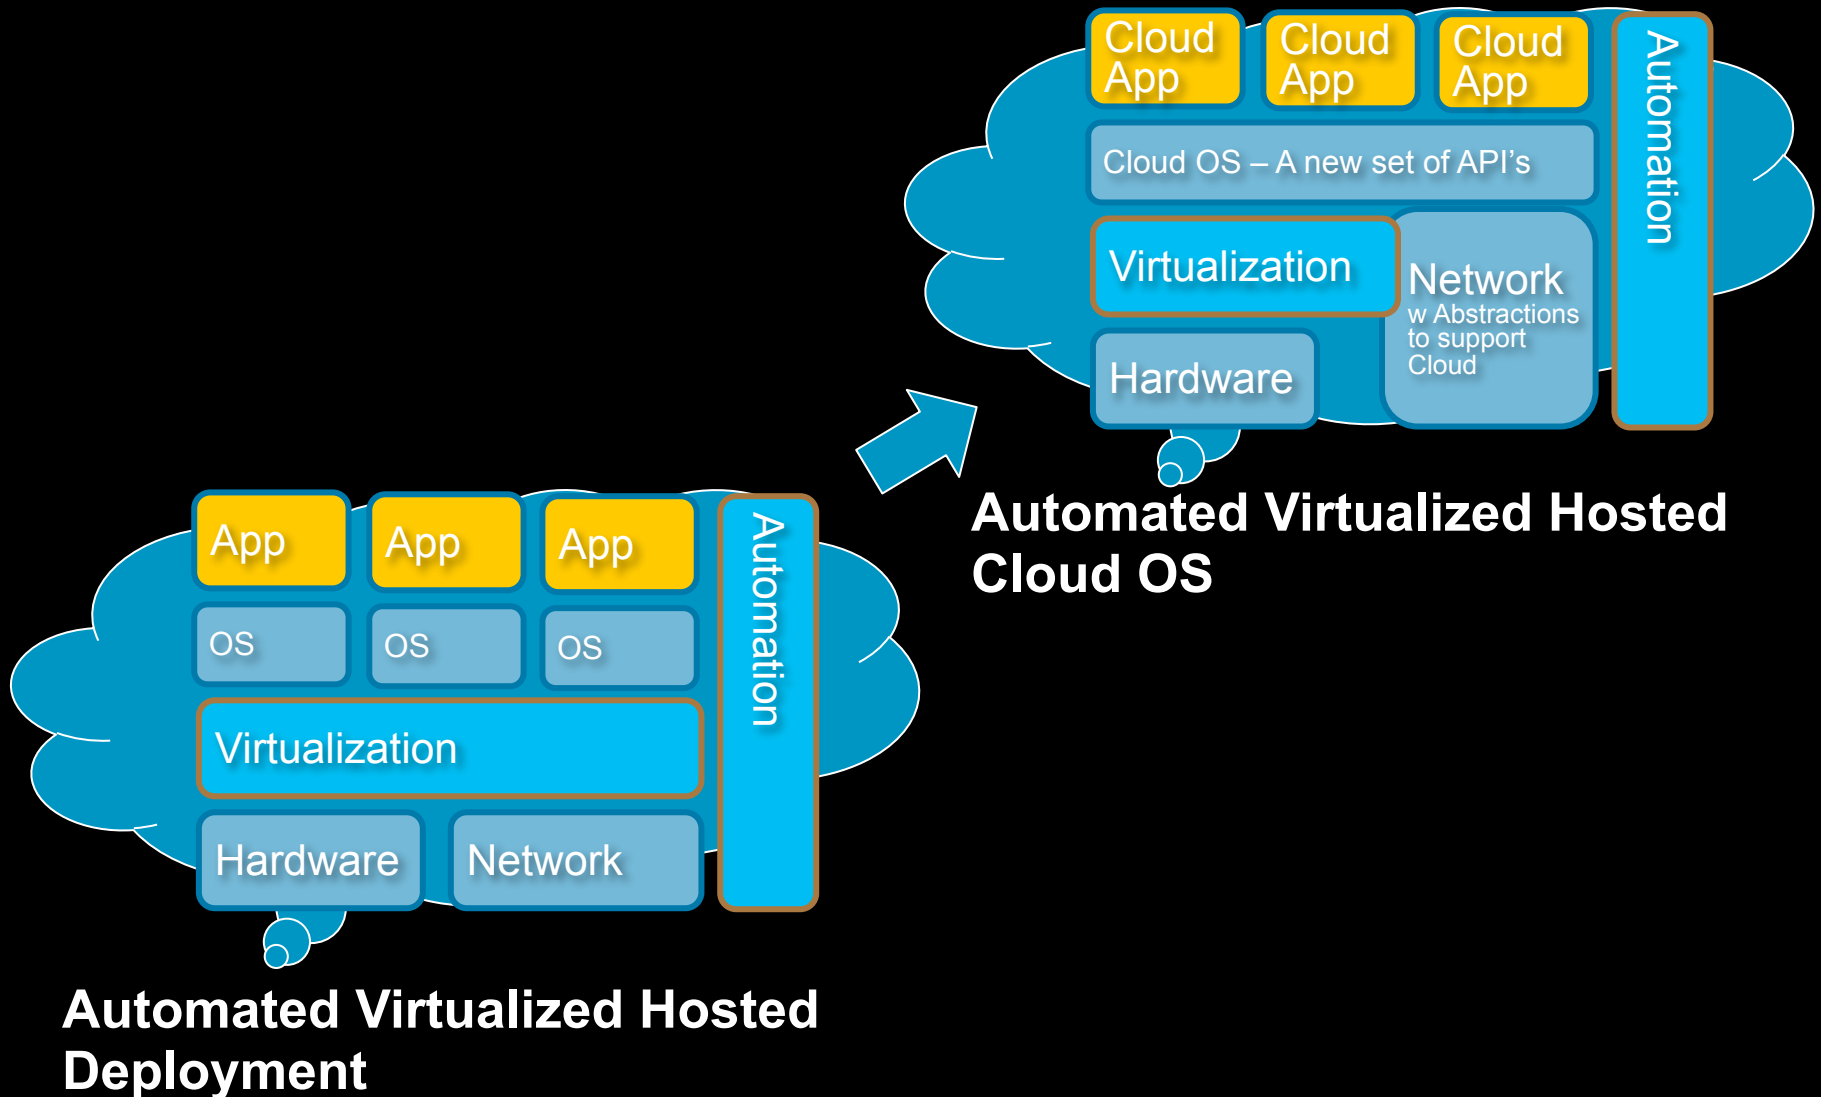 Cloud
App
Cloud
App
Cloud
App
Automation
Cloud OS – A new set of API's
Virtualization
Network
w Abstractions
to support
Cloud
Hardware
Automated Virtualized Hosted
Cloud OS
App
App
App
Automation
OS
OS
OS
Virtualization
Hardware
Network
Automated Virtualized Hosted
Deployment